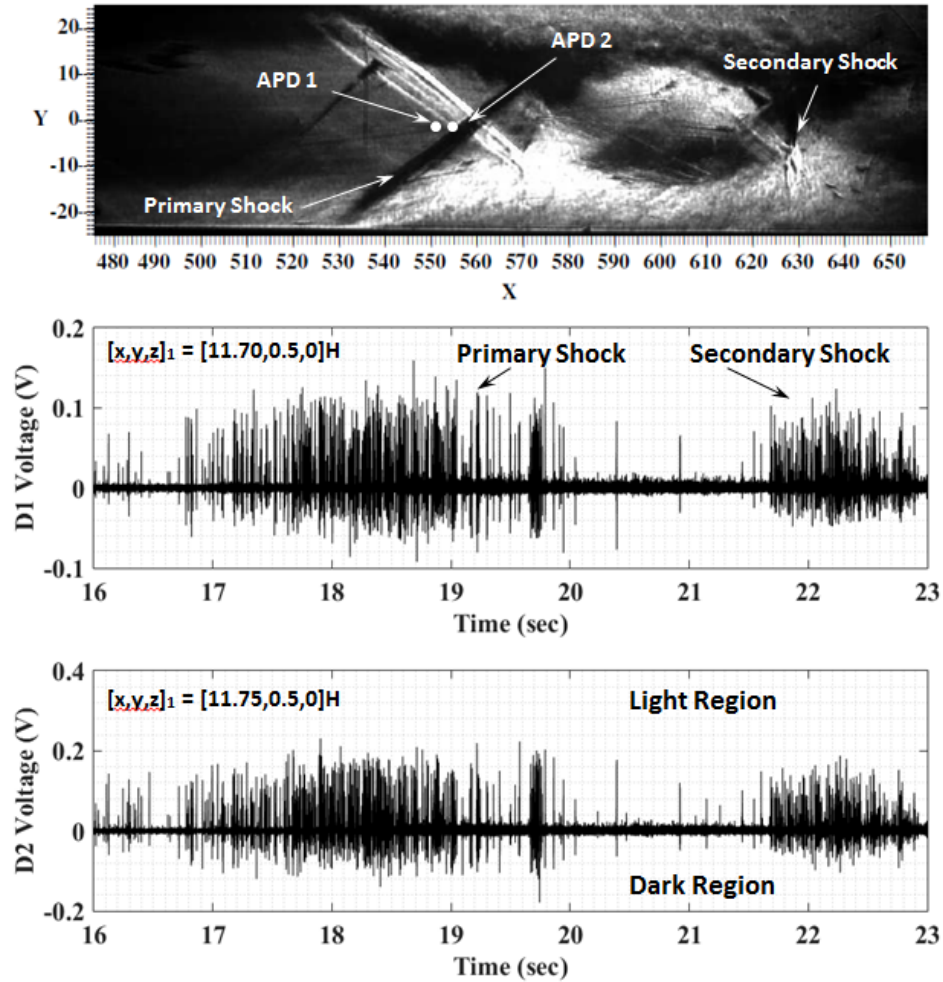 20
10
Y 0
-10
-20
APD 1
APD 2
Secondary Shock
Primary Shock
480 490 500 510 520 530 540 550 560 570 580 590 600 610 620 630 640 650
X
0.2
0.1
0
-0.1
D1 Voltage (V)
[x,y,z]₁ = [11.70,0.5,0]H
Primary Shock
Secondary Shock
16 17 18 19 20 21 22 23
Time (sec)
0.4
0.2
0
-0.2
D2 Voltage (V)
[x,y,z]₁ = [11.75,0.5,0]H
Light Region
Dark Region
16 17 18 19 20 21 22 23
Time (sec)